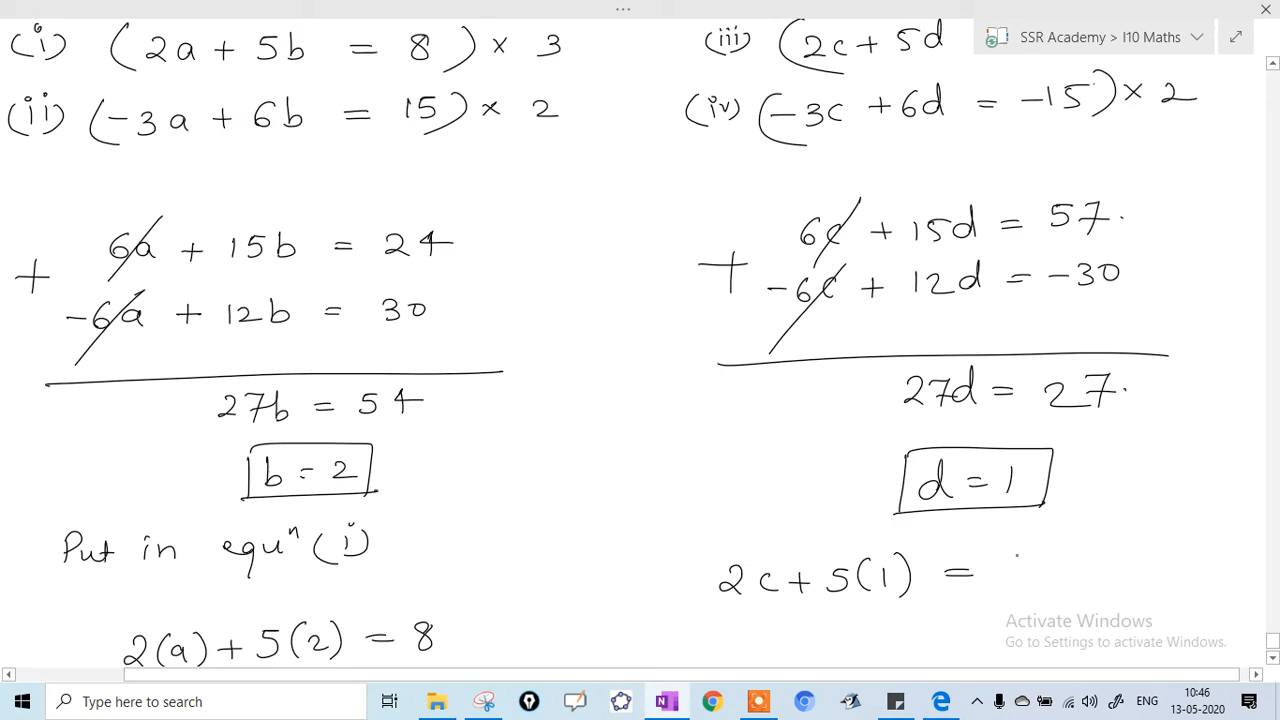 SSR Academy > I10 Maths
(i) (2a + 5b = 8) × 3
(ii) (-3a + 6b = 15) × 2
6a + 15b = 24
+
-6a + 12b = 30
27b = 54
b = 2
Put in equⁿ (i)
2(a) + 5(2) = 8
(iii) (2c + 5d
(iv) (-3c + 6d = -15) × 2
6c + 15d = 57.
+
-6c + 12d = -30
27d = 27.
d = 1
2c + 5(1) =
Activate Windows
Go to Settings to activate Windows.
Type here to search
ENG
10:46
13-05-2020